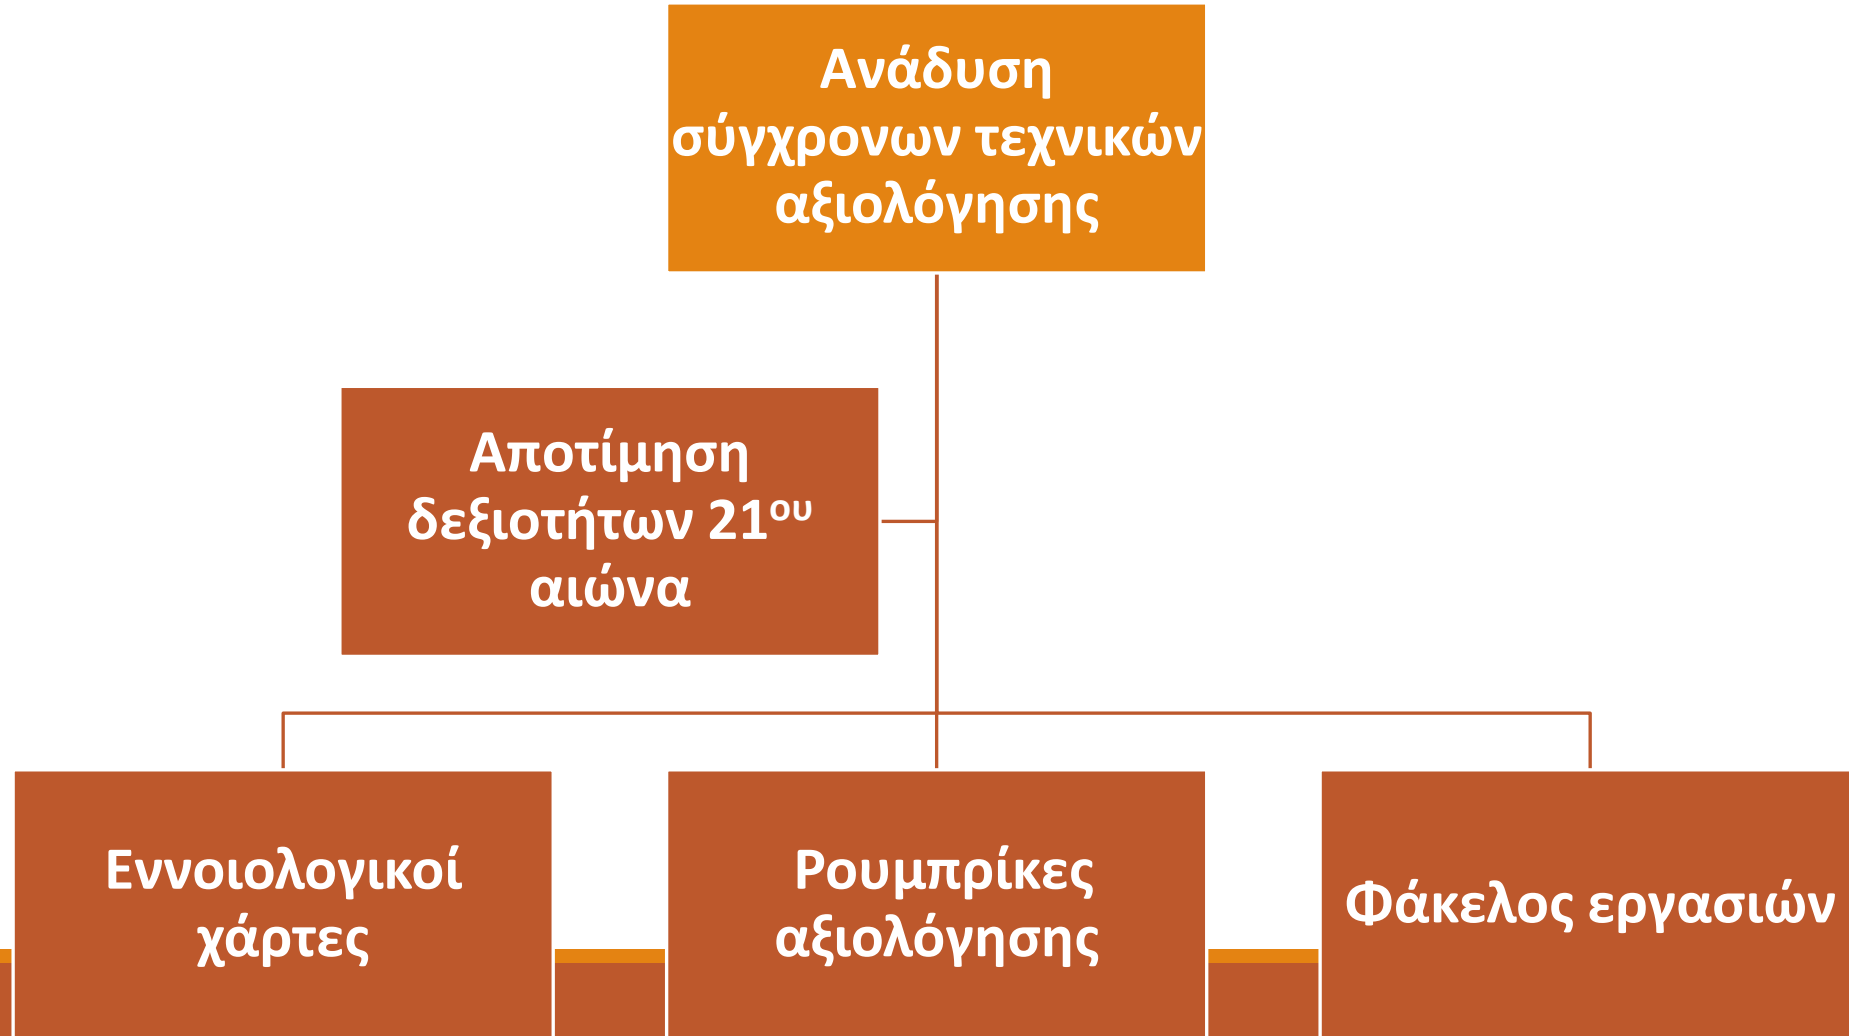 Ανάδυση
σύγχρονων τεχνικών
αξιολόγησης
Αποτίμηση
δεξιοτήτων 21ου
αιώνα
Εννοιολογικοί
χάρτες
Ρουμπρίκες
αξιολόγησης
Φάκελος εργασιών